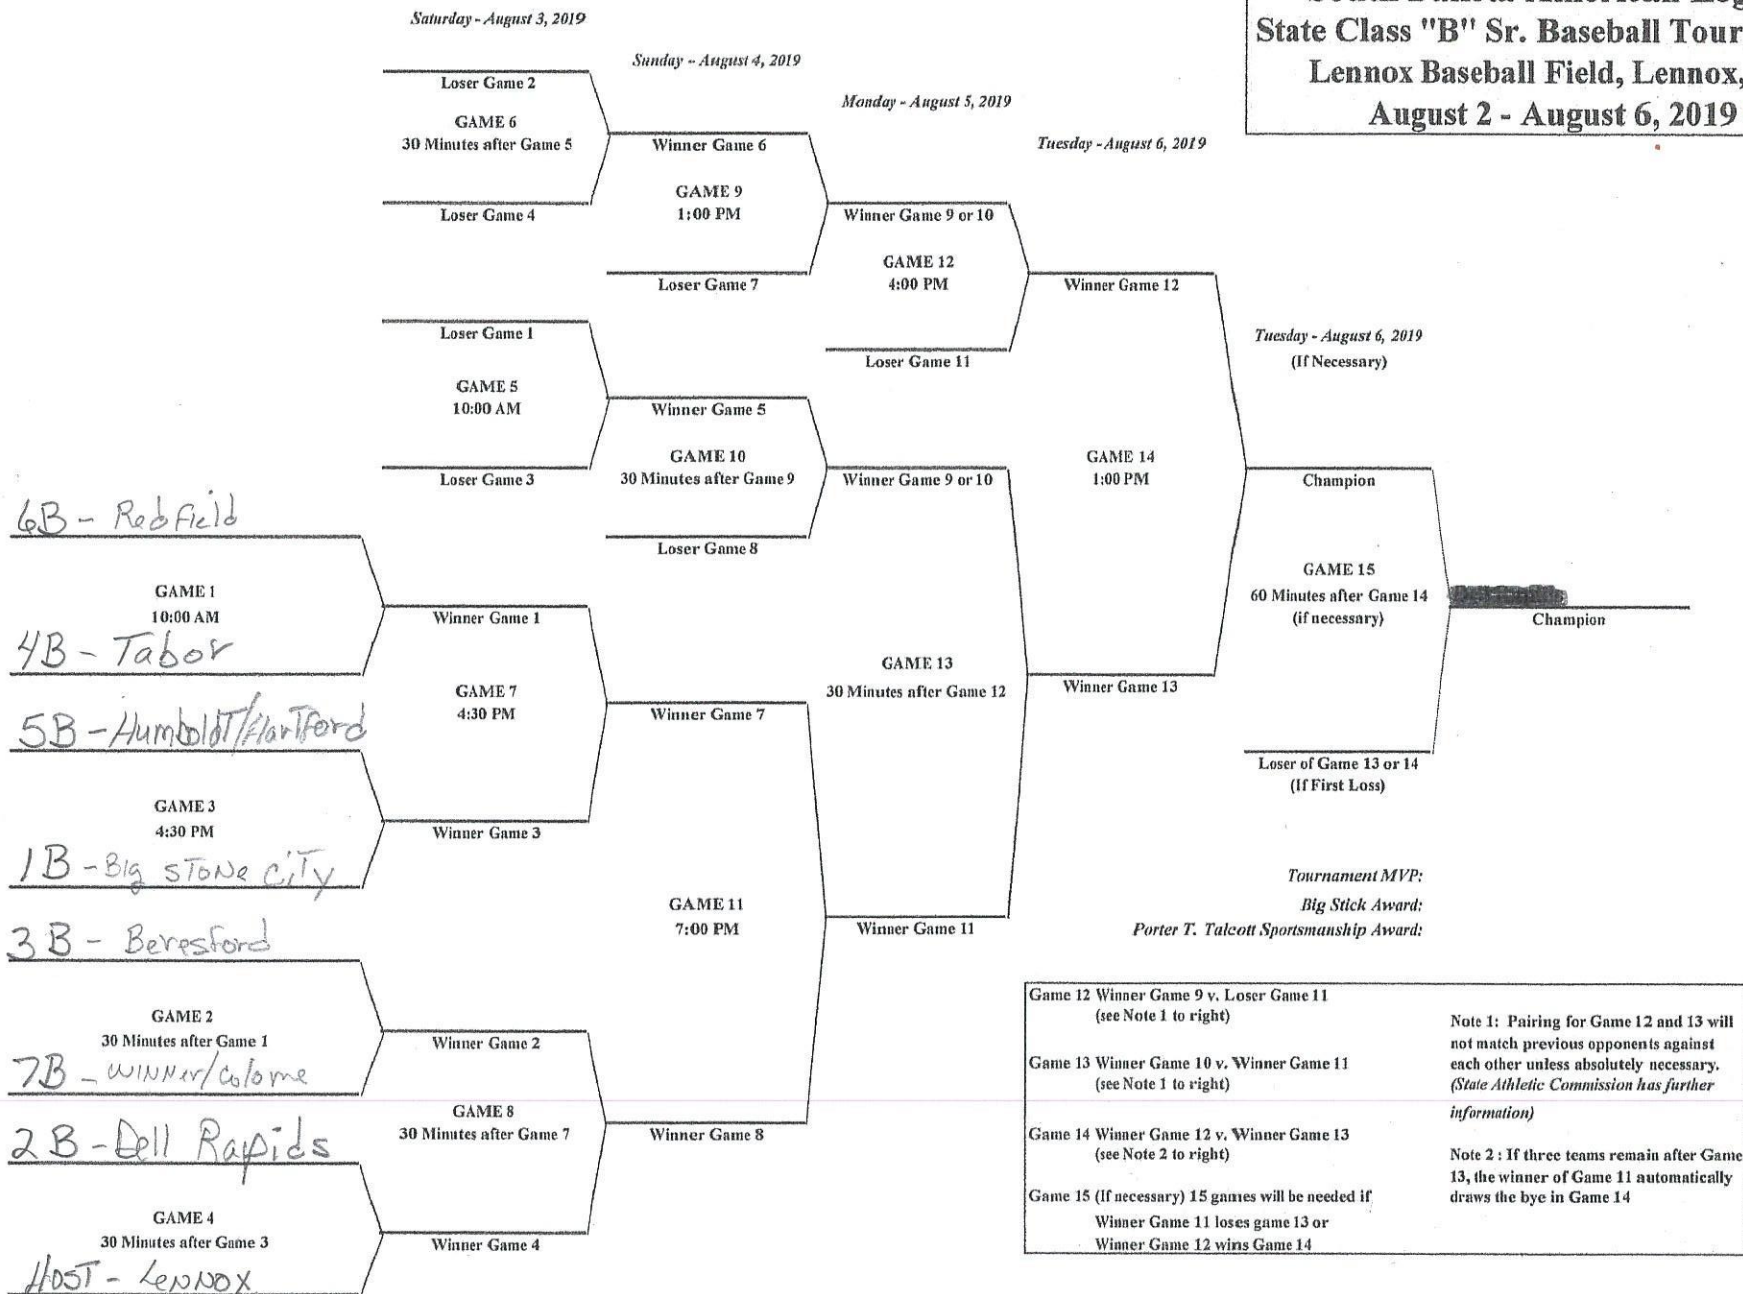 State Class "B" Sr. Baseball
Lennox Baseball Field, Lennox,
August 2 - August 6, 2019
Saturday - August 3, 2019
Sunday - August 4, 2019
Monday - August 5, 2019
Tuesday - August 6, 2019
Loser Game 2
GAME 6
30 Minutes after Game 5
Loser Game 4
Winner Game 6
GAME 9
1:00 PM
Loser Game 7
Winner Game 9 or 10
GAME 12
4:00 PM
Loser Game 11
Winner Game 12
Loser Game 1
GAME 5
10:00 AM
Loser Game 3
Winner Game 5
GAME 10
30 Minutes after Game 9
Loser Game 8
Winner Game 9 or 10
Tuesday - August 6, 2019
(If Necessary)
GAME 14
1:00 PM
Champion
6B - Redfield
GAME 1
10:00 AM
4B - Tabor
Winner Game 1
5B - Humboldt/Hartford
GAME 3
4:30 PM
1B - Big Stone City
Winner Game 3
GAME 7
4:30 PM
Winner Game 7
GAME 13
30 Minutes after Game 12
Winner Game 13
GAME 15
60 Minutes after Game 14
(if necessary)
Champion
Loser of Game 13 or 14
(If First Loss)
3B - Beresford
GAME 2
30 Minutes after Game 1
7B - Winner/Colome
Winner Game 2
2B - Dell Rapids
GAME 4
30 Minutes after Game 3
HOST - Lennox
Winner Game 4
GAME 8
30 Minutes after Game 7
Winner Game 8
GAME 11
7:00 PM
Winner Game 11
Tournament MVP:
Big Stick Award:
Porter T. Talcott Sportsmanship Award:
Game 12 Winner Game 9 v. Loser Game 11
(see Note 1 to right)
Game 13 Winner Game 10 v. Winner Game 11
(see Note 1 to right)
Game 14 Winner Game 12 v. Winner Game 13
(see Note 2 to right)
Game 15 (If necessary) 15 games will be needed if
Winner Game 11 loses game 13 or
Winner Game 12 wins Game 14
Note 1: Pairing for Game 12 and 13 will
not match previous opponents against
each other unless absolutely necessary.
(State Athletic Commission has further
information)
Note 2 : If three teams remain after Game
13, the winner of Game 11 automatically
draws the bye in Game 14